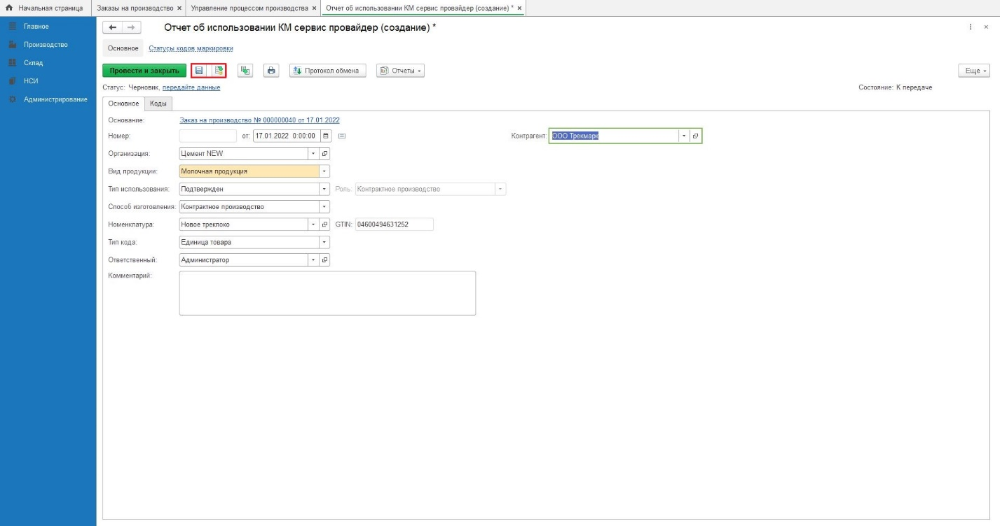 Начальная страница
Заказы на производство ×
Управление процессом производства ×
Отчет об использовании КМ сервис провайдер (создание) * ×
Главное
Производство
Склад
НСИ
Администрирование
Отчет об использовании КМ сервис провайдер (создание) *
Основное Статусы кодов маркировки
Провести и закрыть Протокол обмена Отчеты Еще
Статус: Черновик, передайте данные Состояние: К передаче
Основное Коды
Основание: Заказ на производство № 000000040 от 17.01.2022
Номер: от: 17.01.2022 0:00:00 Контрагент: ООО Трекмарк
Организация: Цемент NEW
Вид продукции: Молочная продукция
Тип использования: Подтвержден Роль: Контрактное производство
Способ изготовления: Контрактное производство
Номенклатура: Новое треклоко GTIN: 04600494631252
Тип кода: Единица товара
Ответственный: Администратор
Комментарий: